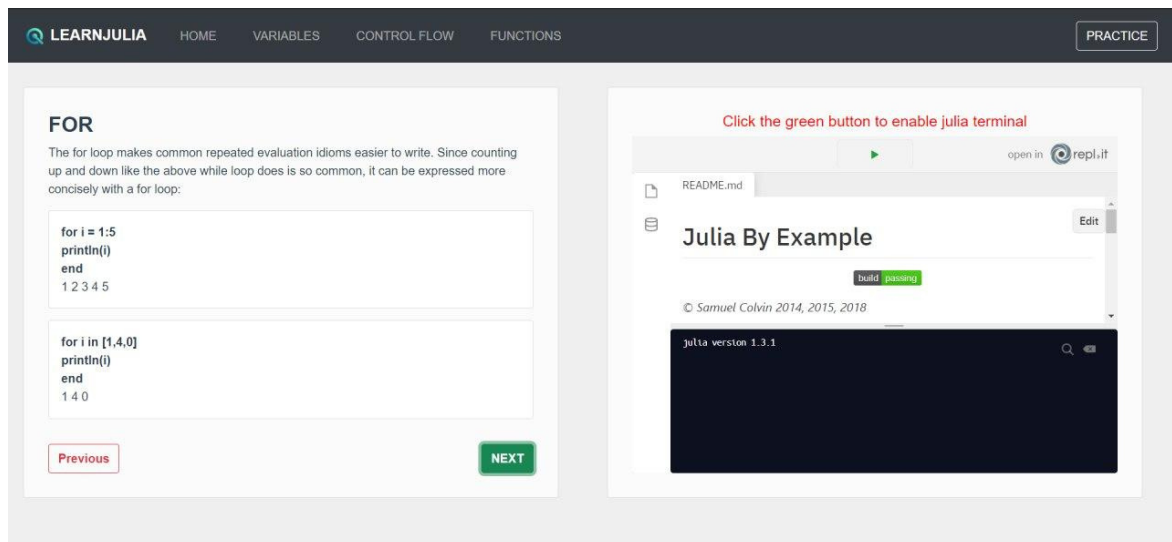 LEARNJULIA HOME VARIABLES CONTROL FLOW FUNCTIONS PRACTICE
FOR
The for loop makes common repeated evaluation idioms easier to write. Since counting
up and down like the above while loop does is so common, it can be expressed more
concisely with a for loop:
for i = 1:5
println(i)
end
1 2 3 4 5
for i in [1,4,0]
println(i)
end
1 4 0
Previous
NEXT
Click the green button to enable julia terminal
open in repl.it
README.md
Edit
Julia By Example
build passing
© Samuel Colvin 2014, 2015, 2018
julia version 1.3.1